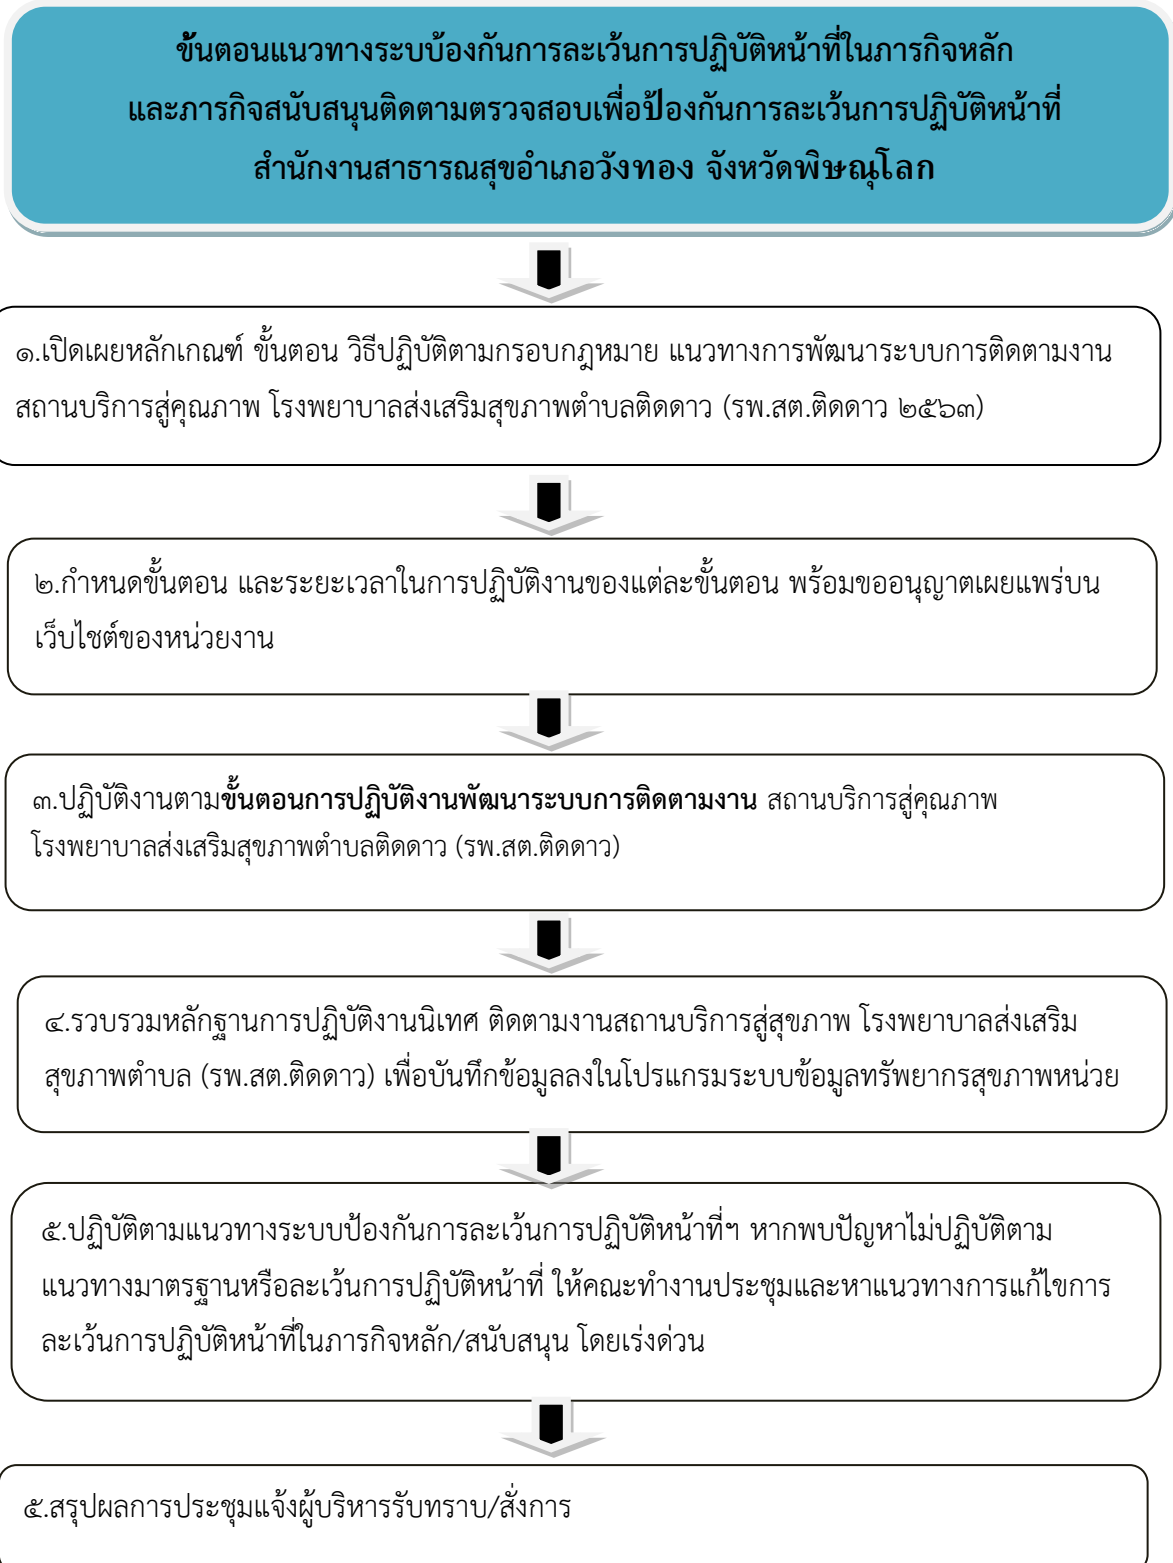 ขั้นตอนแนวทางระบบ้องกันการละเว้นการปฏิบัติหน้าที่ในภารกิจหลัก
และภารกิจสนับสนุนติดตามตรวจสอบเพื่อป้องกันการละเว้นการปฏิบัติหน้าที่
สำนักงานสาธารณสุขอำเภอวังทอง จังหวัดพิษณุโลก
๑.เปิดเผยหลักเกณฑ์ ขั้นตอน วิธีปฏิบัติตามกรอบกฎหมาย แนวทางการพัฒนาระบบการติดตามงาน
สถานบริการสู่คุณภาพ โรงพยาบาลส่งเสริมสุขภาพตำบลติดดาว (รพ.สต.ติดดาว ๒๕๖๓)
๒.กำหนดขั้นตอน และระยะเวลาในการปฏิบัติงานของแต่ละขั้นตอน พร้อมขออนุญาตเผยแพร่บน
เว็บไซต์ของหน่วยงาน
๓.ปฏิบัติงานตามขั้นตอนการปฏิบัติงานพัฒนาระบบการติดตามงาน สถานบริการสู่คุณภาพ
โรงพยาบาลส่งเสริมสุขภาพตำบลติดดาว (รพ.สต.ติดดาว)
๔.รวบรวมหลักฐานการปฏิบัติงานนิเทศ ติดตามงานสถานบริการสู่สุขภาพ โรงพยาบาลส่งเสริม
สุขภาพตำบล (รพ.สต.ติดดาว) เพื่อบันทึกข้อมูลลงในโปรแกรมระบบข้อมูลทรัพยากรสุขภาพหน่วย
๕.ปฏิบัติตามแนวทางระบบป้องกันการละเว้นการปฏิบัติหน้าที่ฯ หากพบปัญหาไม่ปฏิบัติตาม
แนวทางมาตรฐานหรือละเว้นการปฏิบัติหน้าที่ ให้คณะทำงานประชุมและหาแนวทางการแก้ไขการ
ละเว้นการปฏิบัติหน้าที่ในภารกิจหลัก/สนับสนุน โดยเร่งด่วน
๕.สรุปผลการประชุมแจ้งผู้บริหารรับทราบ/สั่งการ